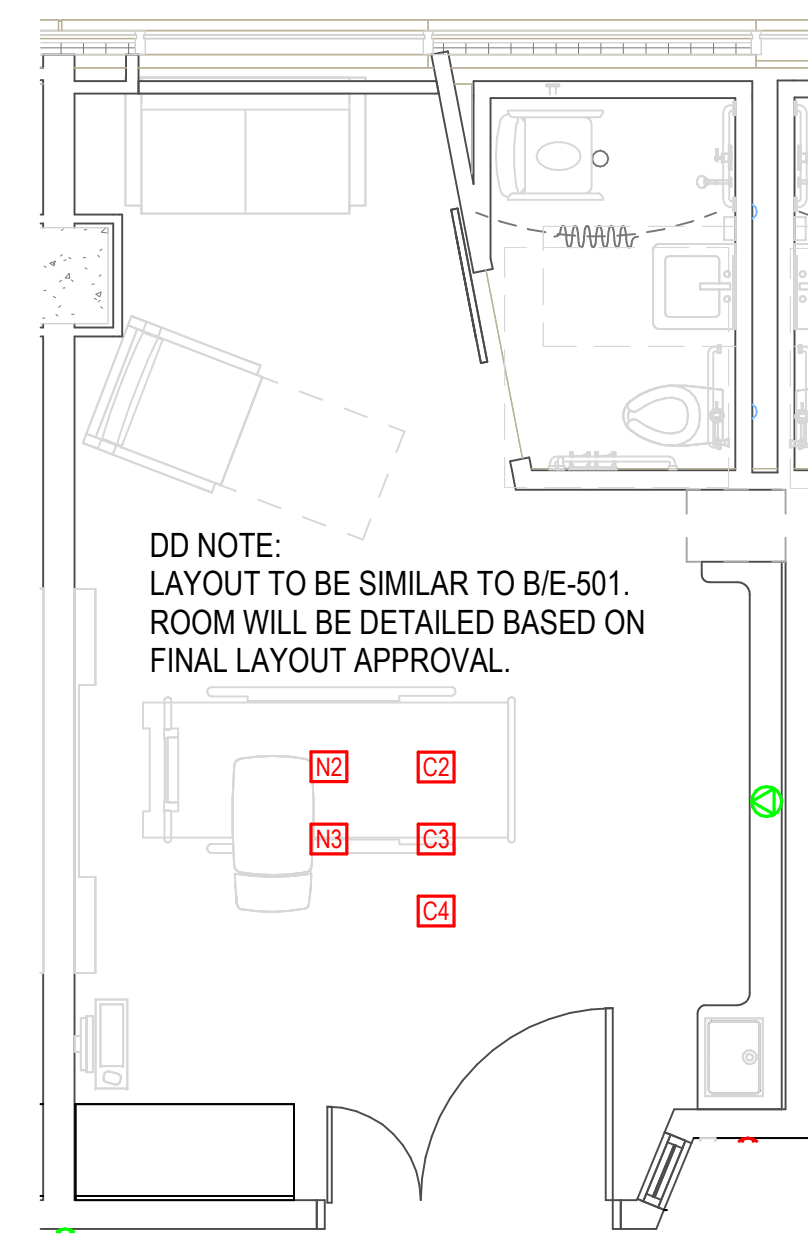 DD NOTE:
LAYOUT TO BE SIMILAR TO B/E-501.
ROOM WILL BE DETAILED BASED ON
FINAL LAYOUT APPROVAL.
N2 C2
N3 C3
C4